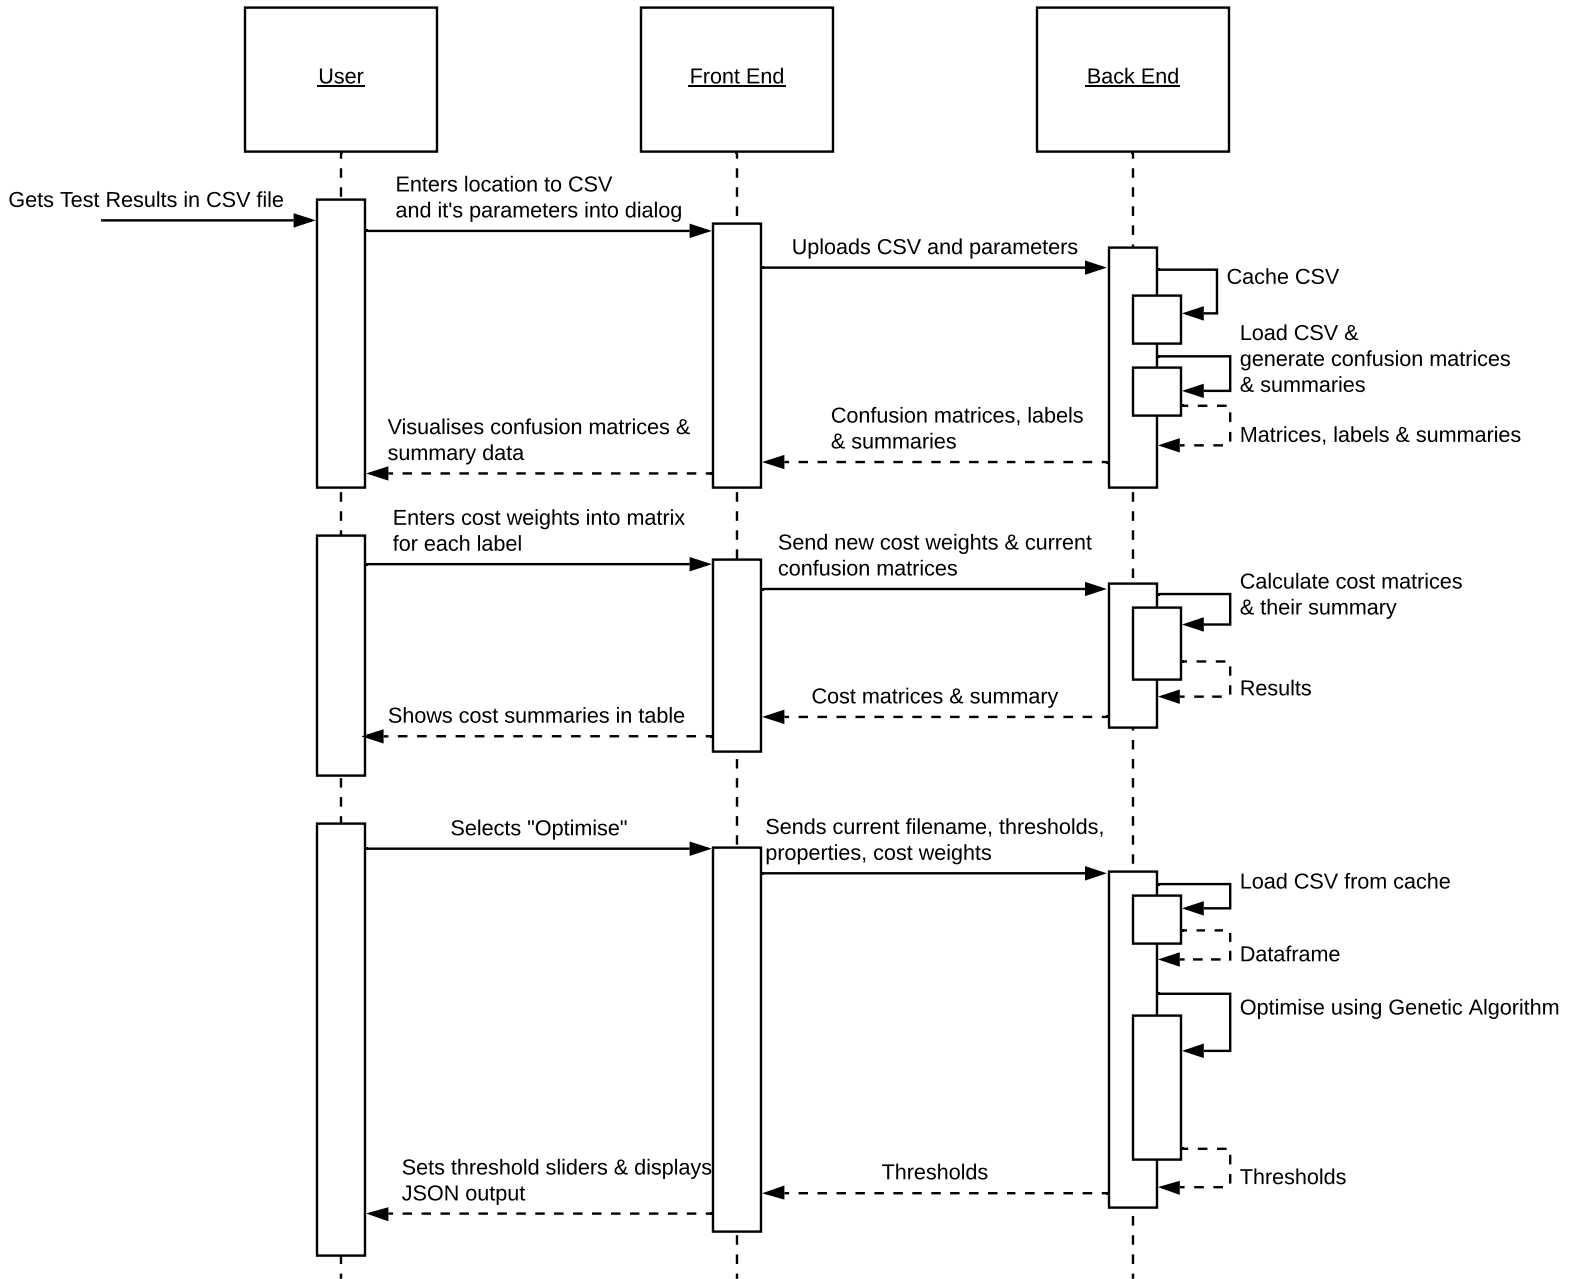 User
Front End
Back End
Gets Test Results in CSV file
Enters location to CSV
and it's parameters into dialog
Uploads CSV and parameters
Cache CSV
Load CSV &
generate confusion matrices
& summaries
Matrices, labels & summaries
Confusion matrices, labels
& summaries
Visualises confusion matrices &
summary data
Enters cost weights into matrix
for each label
Send new cost weights & current
confusion matrices
Calculate cost matrices
& their summary
Results
Cost matrices & summary
Shows cost summaries in table
Selects "Optimise"
Sends current filename, thresholds,
properties, cost weights
Load CSV from cache
Dataframe
Optimise using Genetic Algorithm
Thresholds
Thresholds
Sets threshold sliders & displays
JSON output